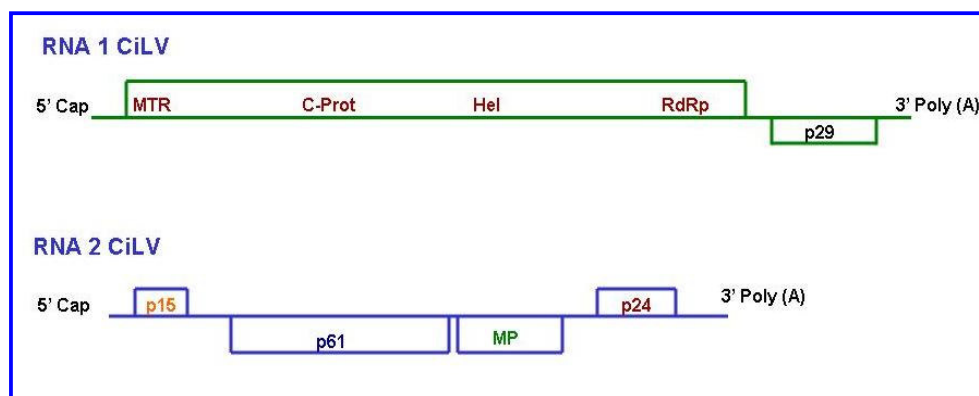 RNA 1 CiLV
5' Cap MTR C-Prot Hel RdRp 3' Poly (A)
p29
RNA 2 CiLV
5' Cap p15 p24 3' Poly (A)
p61 MP